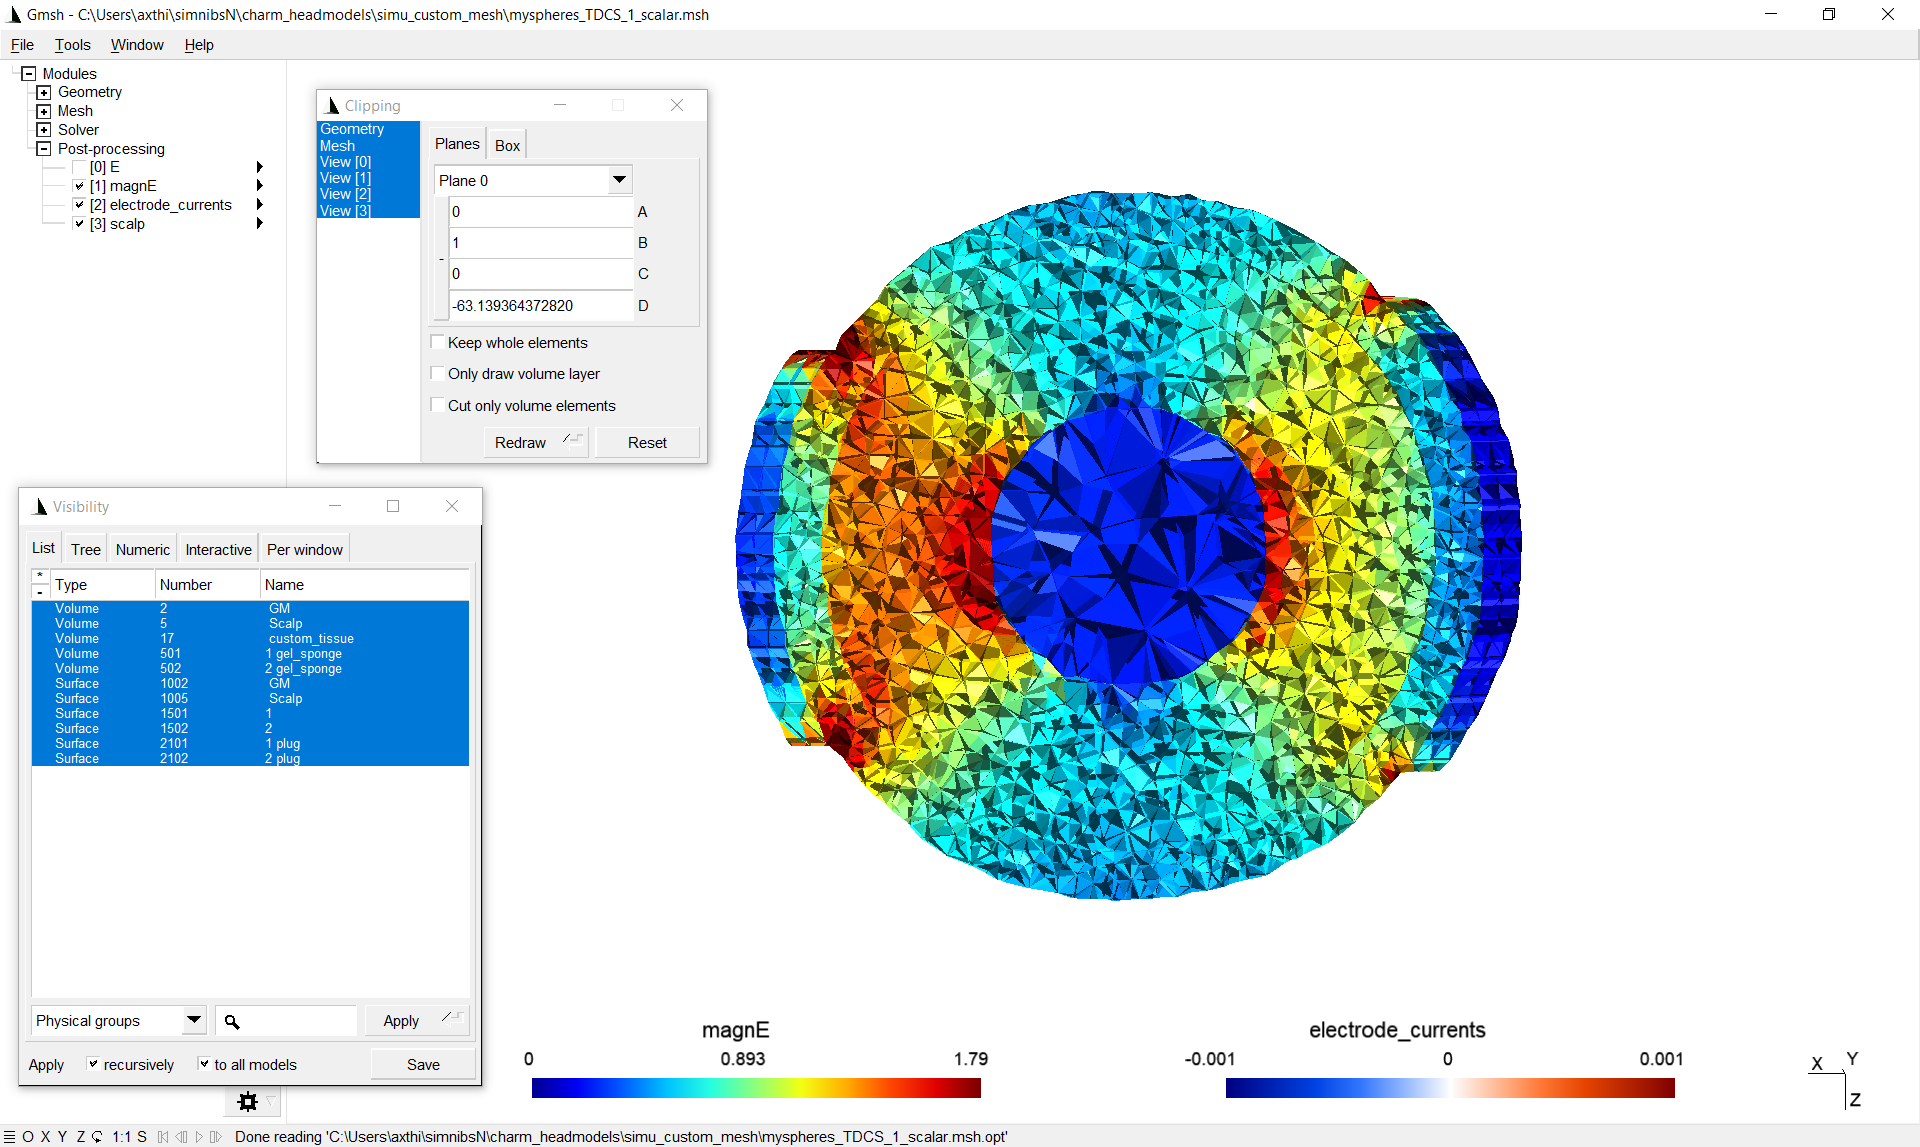 Gmsh - C:\Users\axthi\simnibsN\charm_headmodels\simu_custom_mesh\myspheres_TDCS_1_scalar.msh
File Tools Window Help
Modules
Geometry
Mesh
Solver
Post-processing
[0] E
[1] magnE
[2] electrode_currents
[3] scalp
Clipping
Geometry
Mesh
View [0]
View [1]
View [2]
View [3]
Planes Box
Plane 0
0 A
1 B
0 C
-63.139364372820 D
-
Keep whole elements
Only draw volume layer
Cut only volume elements
Redraw Reset
Visibility
List Tree Numeric Interactive Per window
* - Type Number Name
Volume 2 GM
Volume 5 Scalp
Volume 17 custom_tissue
Volume 501 1 gel_sponge
Volume 502 2 gel_sponge
Surface 1002 GM
Surface 1005 Scalp
Surface 1501 1
Surface 1502 2
Surface 2101 1 plug
Surface 2102 2 plug
Physical groups Apply
Apply recursively to all models Save
magnE
0 0.893 1.79
electrode_currents
-0.001 0 0.001
X Y
Z
O X Y Z 1:1 S Done reading 'C:\Users\axthi\simnibsN\charm_headmodels\simu_custom_mesh\myspheres_TDCS_1_scalar.msh.opt'